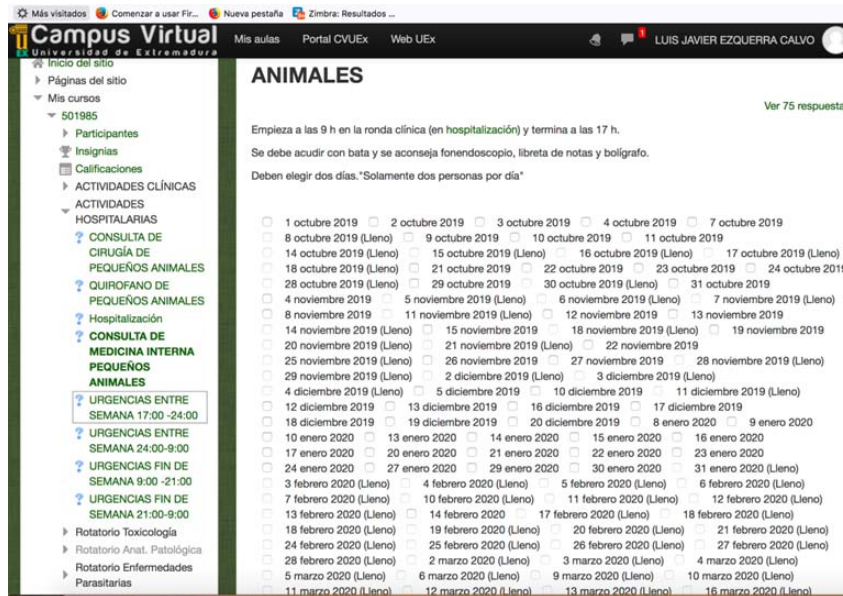 Más visitados Comenzar a usar Fir... Nueva pestaña Zimbra: Resultados ...
Campus Virtual
Universidad de Extremadura
Mis aulas Portal CVUEx Web UEx 1 LUIS JAVIER EZQUERRA CALVO
Inicio del sitio
Páginas del sitio
Mis cursos
501985
Participantes
Insignias
Calificaciones
ACTIVIDADES CLÍNICAS
ACTIVIDADES
HOSPITALARIAS
CONSULTA DE
CIRUGÍA DE
PEQUEÑOS ANIMALES
QUIROFANO DE
PEQUEÑOS ANIMALES
Hospitalización
CONSULTA DE
MEDICINA INTERNA
PEQUEÑOS
ANIMALES
URGENCIAS ENTRE
SEMANA 17:00 -24:00
URGENCIAS ENTRE
SEMANA 24:00-9:00
URGENCIAS FIN DE
SEMANA 9:00 -21:00
URGENCIAS FIN DE
SEMANA 21:00-9:00
Rotatorio Toxicología
Rotatorio Anat. Patológica
Rotatorio Enfermedades
Parasitarias
ANIMALES
Ver 75 respuesta
Empieza a las 9 h en la ronda clínica (en hospitalización) y termina a las 17 h.
Se debe acudir con bata y se aconseja fonendoscopio, libreta de notas y bolígrafo.
Deben elegir dos días."Solamente dos personas por día"
1 octubre 2019 2 octubre 2019 3 octubre 2019 4 octubre 2019 7 octubre 2019
8 octubre 2019 (Lleno) 9 octubre 2019 10 octubre 2019 11 octubre 2019
14 octubre 2019 (Lleno) 15 octubre 2019 (Lleno) 16 octubre 2019 (Lleno) 17 octubre 2019 (Lleno)
18 octubre 2019 (Lleno) 21 octubre 2019 22 octubre 2019 23 octubre 2019 24 octubre 2019
28 octubre 2019 (Lleno) 29 octubre 2019 30 octubre 2019 (Lleno) 31 octubre 2019
4 noviembre 2019 5 noviembre 2019 (Lleno) 6 noviembre 2019 (Lleno) 7 noviembre 2019 (Lleno)
8 noviembre 2019 11 noviembre 2019 (Lleno) 12 noviembre 2019 13 noviembre 2019
14 noviembre 2019 (Lleno) 15 noviembre 2019 18 noviembre 2019 (Lleno) 19 noviembre 2019
20 noviembre 2019 (Lleno) 21 noviembre 2019 (Lleno) 22 noviembre 2019
25 noviembre 2019 (Lleno) 26 noviembre 2019 27 noviembre 2019 28 noviembre 2019 (Lleno)
29 noviembre 2019 (Lleno) 2 diciembre 2019 (Lleno) 3 diciembre 2019 (Lleno)
4 diciembre 2019 (Lleno) 5 diciembre 2019 10 diciembre 2019 11 diciembre 2019 (Lleno)
12 diciembre 2019 13 diciembre 2019 16 diciembre 2019 17 diciembre 2019
18 diciembre 2019 19 diciembre 2019 20 diciembre 2019 8 enero 2020 9 enero 2020
10 enero 2020 13 enero 2020 14 enero 2020 15 enero 2020 16 enero 2020
17 enero 2020 20 enero 2020 21 enero 2020 22 enero 2020 23 enero 2020
24 enero 2020 27 enero 2020 29 enero 2020 30 enero 2020 31 enero 2020 (Lleno)
3 febrero 2020 (Lleno) 4 febrero 2020 (Lleno) 5 febrero 2020 (Lleno) 6 febrero 2020 (Lleno)
7 febrero 2020 (Lleno) 10 febrero 2020 (Lleno) 11 febrero 2020 (Lleno) 12 febrero 2020 (Lleno)
13 febrero 2020 (Lleno) 14 febrero 2020 17 febrero 2020 (Lleno) 18 febrero 2020 (Lleno)
18 febrero 2020 (Lleno) 19 febrero 2020 (Lleno) 20 febrero 2020 (Lleno) 21 febrero 2020 (Lleno)
24 febrero 2020 (Lleno) 25 febrero 2020 (Lleno) 26 febrero 2020 (Lleno) 27 febrero 2020 (Lleno)
28 febrero 2020 (Lleno) 2 marzo 2020 (Lleno) 3 marzo 2020 (Lleno) 4 marzo 2020 (Lleno)
5 marzo 2020 (Lleno) 6 marzo 2020 (Lleno) 9 marzo 2020 (Lleno) 10 marzo 2020 (Lleno)
11 marzo 2020 (Lleno) 12 marzo 2020 (Lleno) 13 marzo 2020 (Lleno) 16 marzo 2020 (Lleno)